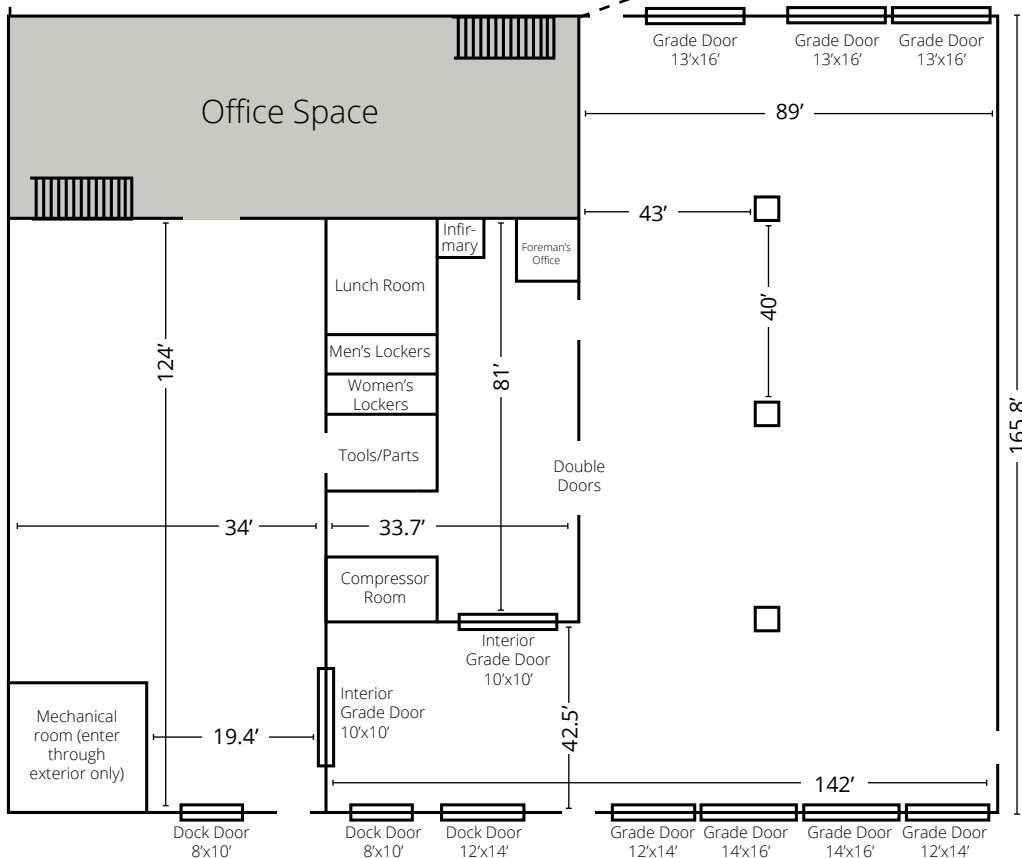 Grade Door
13'x16'
Grade Door
13'x16'
Grade Door
13'x16'
Office Space
89'
43'
Infir-
mary
Foreman's
Office
Lunch Room
40'
124'
81'
Men's Lockers
Women's
Lockers
165.8'
Tools/Parts
Double
Doors
34'
33.7'
Compressor
Room
Interior
Grade Door
10'x10'
Interior
Grade Door
10'x10'
Mechanical
room (enter
through
exterior only)
19.4'
42.5'
142'
Dock Door
8'x10'
Dock Door
8'x10'
Dock Door
12'x14'
Grade Door
12'x14'
Grade Door
14'x16'
Grade Door
14'x16'
Grade Door
12'x14'